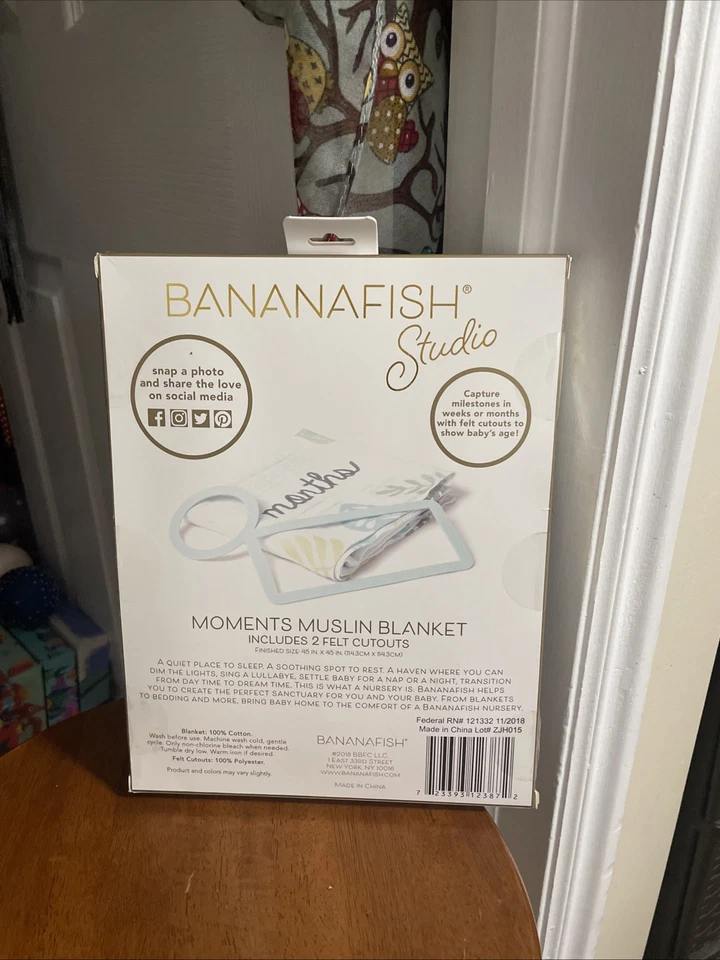 BANANAFISH®
Studio
snap a photo
and share the love
on social media
Capture
milestones in
weeks or months
with felt cutouts to
show baby's age!
months
MOMENTS MUSLIN BLANKET
INCLUDES 2 FELT CUTOUTS
FINISHED SIZE: 45 IN. X 45 IN. (114.3CM X 114.3CM)
A QUIET PLACE TO SLEEP. A SOOTHING SPOT TO REST. A HAVEN WHERE YOU CAN
DIM THE LIGHTS, SING A LULLABYE, SETTLE BABY FOR A NAP OR A NIGHT, TRANSITION
FROM DAY TIME TO DREAM TIME. THIS IS WHAT A NURSERY IS. BANANAFISH HELPS
YOU TO CREATE THE PERFECT SANCTUARY FOR YOU AND YOUR BABY. FROM BLANKETS
TO BEDDING AND MORE, BRING BABY HOME TO THE COMFORT OF A BANANAFISH NURSERY.
Federal RN# 121332 11/2018
Made in China Lot# ZJH015
Blanket: 100% Cotton.
Wash before use. Machine wash cold, gentle
cycle. Only non-chlorine bleach when needed.
Tumble dry low. Warm iron if desired.
Felt Cutouts: 100% Polyester.
Product and colors may vary slightly.
BANANAFISH®
©2018 BBFC LLC
1 EAST 33RD STREET
NEW YORK, NY 10016
WWW.BANANAFISH.COM
MADE IN CHINA
7 23393 12387 2